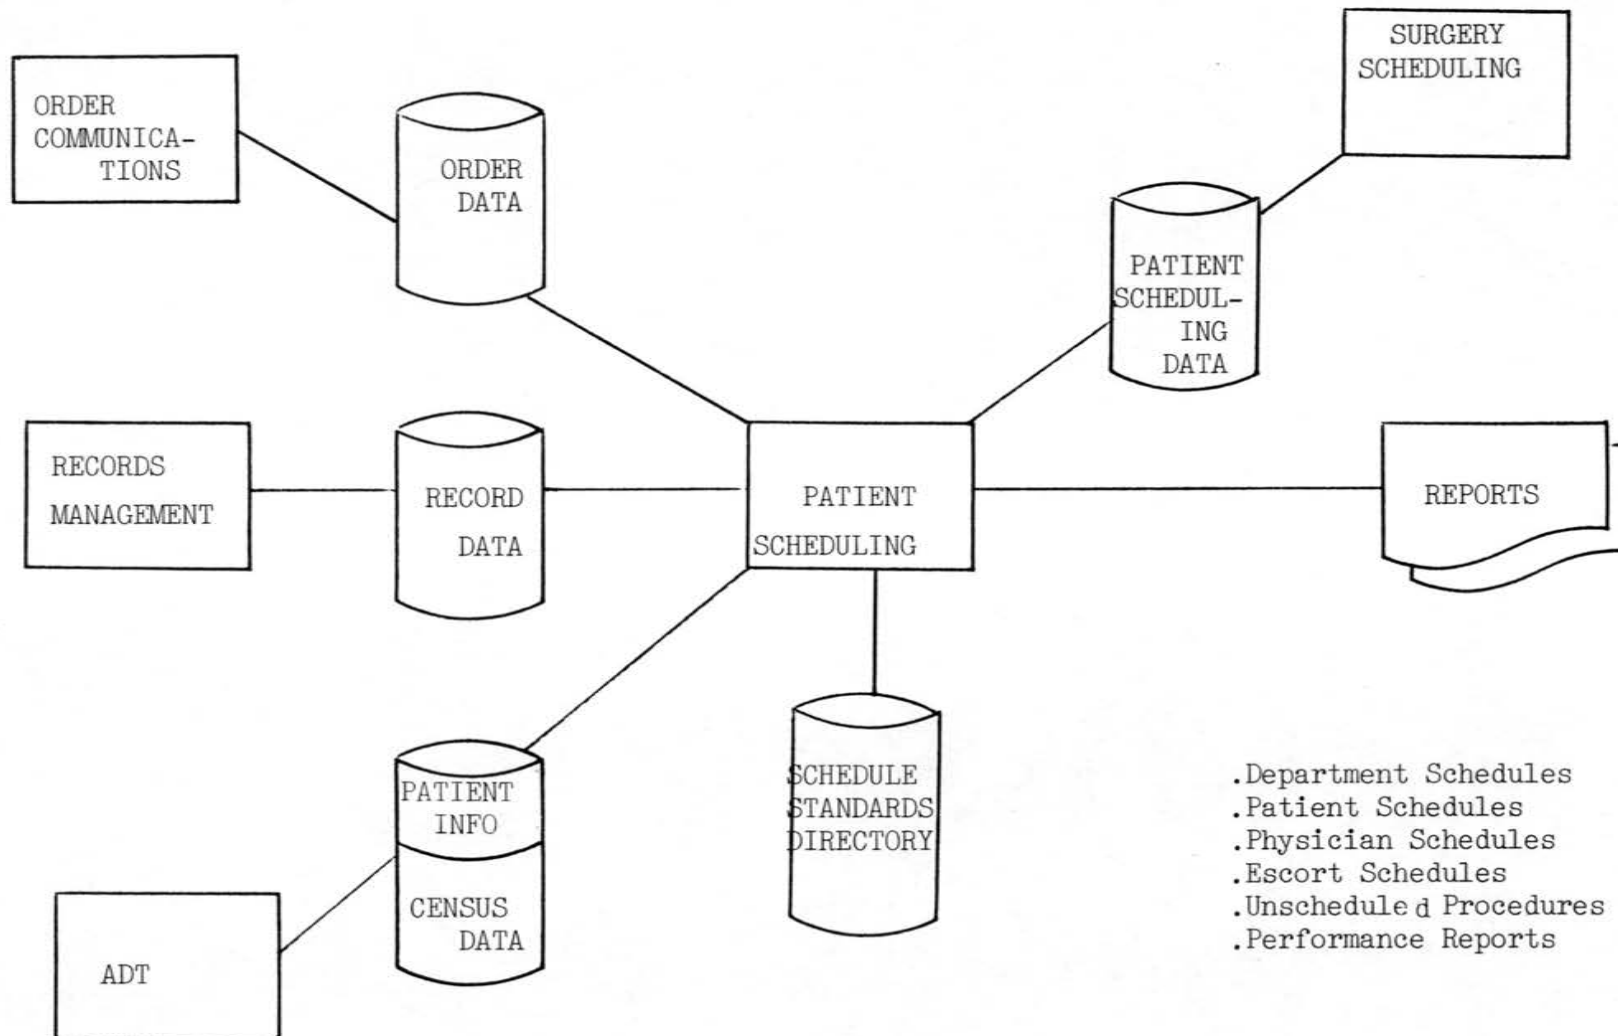 SURGERY
SCHEDULING
ORDER
COMMUNICA-
TIONS
ORDER
DATA
PATIENT
SCHEDUL-
ING
DATA
RECORDS
MANAGEMENT
RECORD
DATA
PATIENT
SCHEDULING
REPORTS
PATIENT
INFO
CENSUS
DATA
ADT
SCHEDULE
STANDARDS
DIRECTORY
.Department Schedules
.Patient Schedules
.Physician Schedules
.Escort Schedules
.Unscheduled Procedures
.Performance Reports